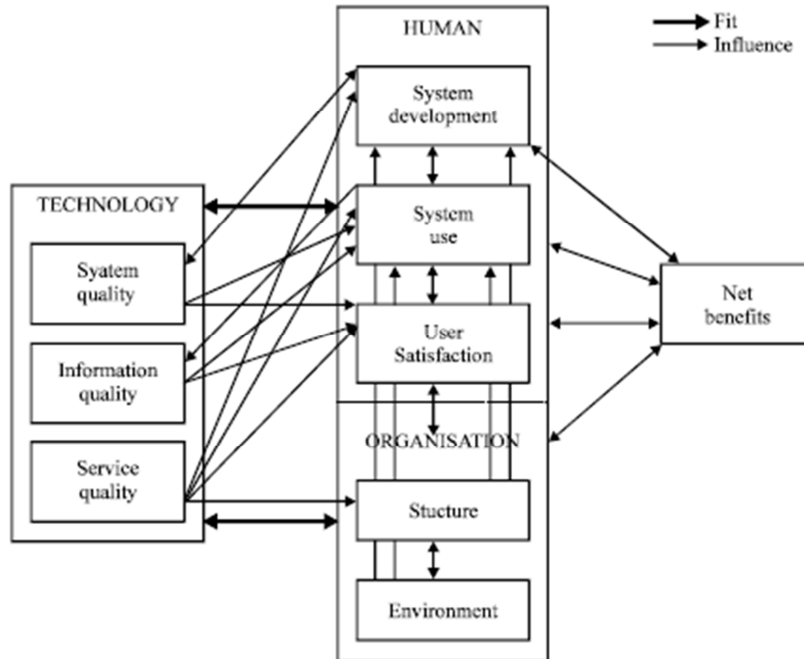 HUMAN
Fit
Influence
System
development
TECHNOLOGY
System
use
Syatem
quality
Net
benefits
User
Satisfaction
Information
quality
ORGANISATION
Service
quality
Stucture
Environment